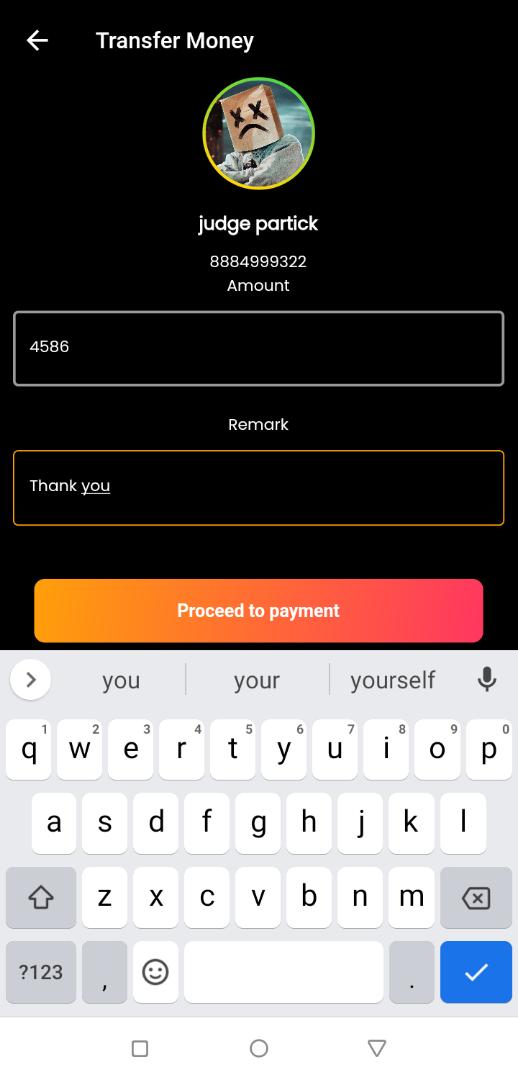 Transfer Money
judge partick
8884999322
Amount
4586
Remark
Thank you
Proceed to payment
you your yourself
1 2 3 4 5 6 7 8 9 0
q w e r t y u i o p
a s d f g h j k l
z x c v b n m
?123 , .